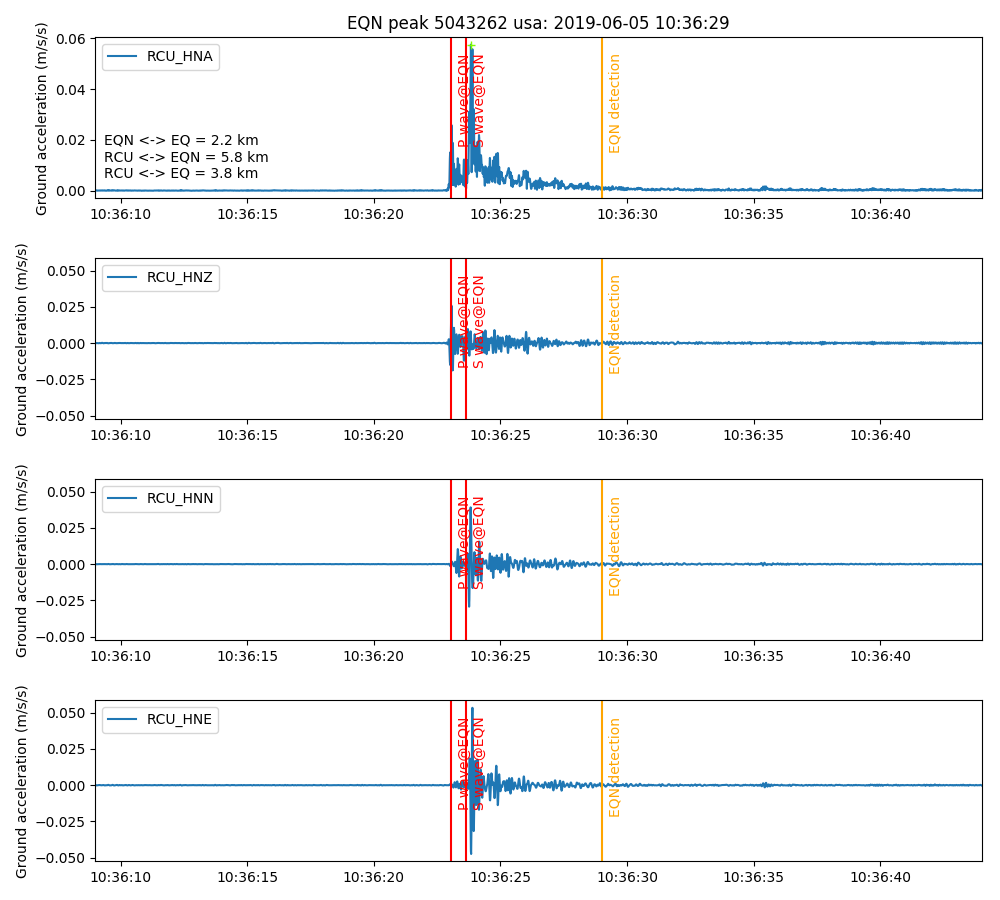 EQN peak 5043262 usa: 2019-06-05 10:36:29
Ground acceleration (m/s/s)
0.06
0.04
0.02
0.00
RCU_HNA
EQN <-> EQ = 2.2 km
RCU <-> EQN = 5.8 km
RCU <-> EQ = 3.8 km
P wave@EQN
S wave@EQN
EQN detection
10:36:10 10:36:15 10:36:20 10:36:25 10:36:30 10:36:35 10:36:40
Ground acceleration (m/s/s)
0.050
0.025
0.000
−0.025
−0.050
RCU_HNZ
P wave@EQN
S wave@EQN
EQN detection
10:36:10 10:36:15 10:36:20 10:36:25 10:36:30 10:36:35 10:36:40
Ground acceleration (m/s/s)
0.050
0.025
0.000
−0.025
−0.050
RCU_HNN
P wave@EQN
S wave@EQN
EQN detection
10:36:10 10:36:15 10:36:20 10:36:25 10:36:30 10:36:35 10:36:40
Ground acceleration (m/s/s)
0.050
0.025
0.000
−0.025
−0.050
RCU_HNE
P wave@EQN
S wave@EQN
EQN detection
10:36:10 10:36:15 10:36:20 10:36:25 10:36:30 10:36:35 10:36:40